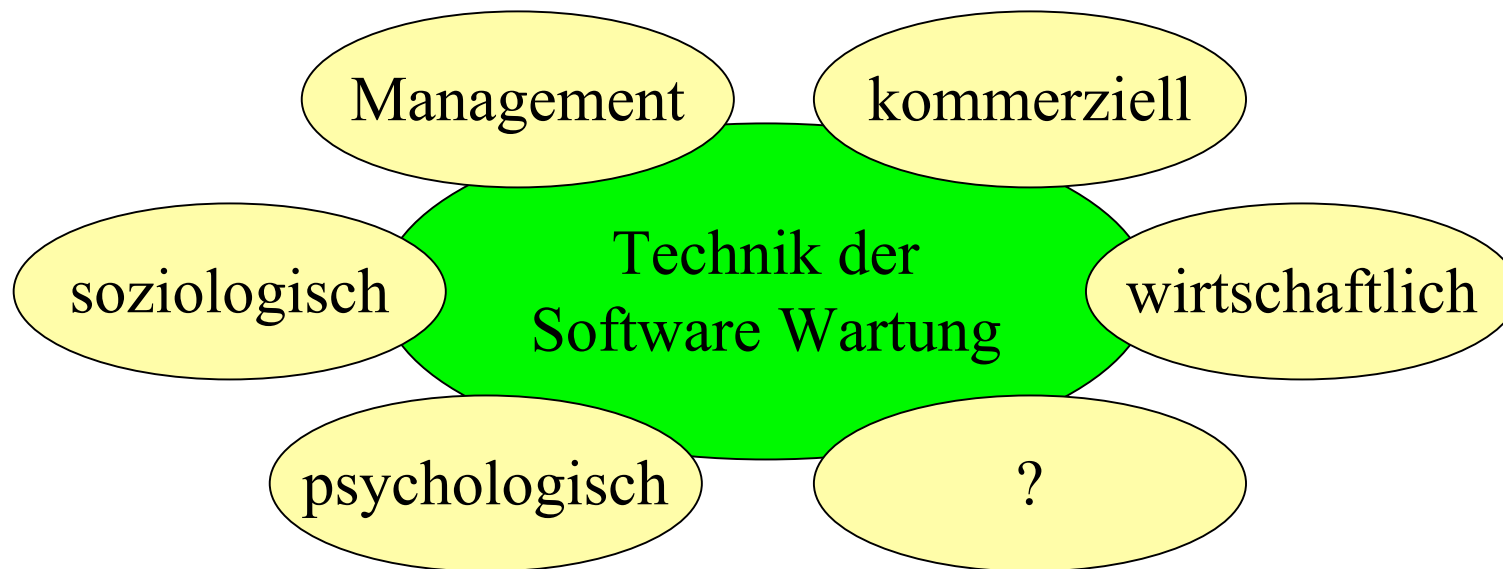 Management
kommerziell
Technik der
Software Wartung
soziologisch
wirtschaftlich
psychologisch
?